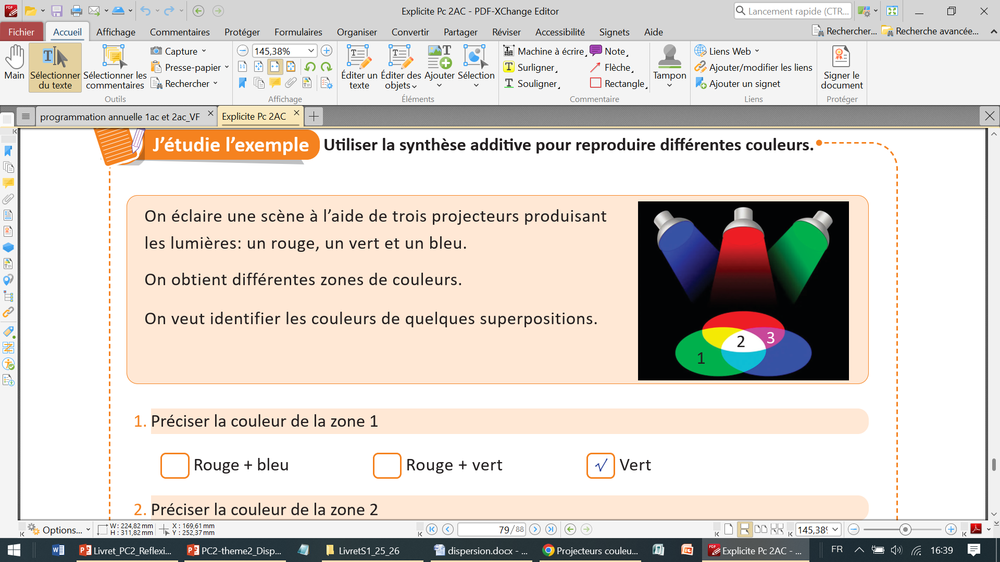 Explicite Pc 2AC - PDF-XChange Editor
Lancement rapide (CTR...
Fichier Accueil Affichage Commentaires Protéger Formulaires Organiser Convertir Partager Réviser Accessibilité Signets Aide
Rechercher... Recherche avancée...
Main
Sélectionner du texte
Sélectionner les commentaires
Capture
Presse-papier
Rechercher
Outils
145,38%
Affichage
Éditer un texte
Éditer des objets
Ajouter
Sélection
Éléments
Machine à écrire
Surligner
Souligner
Note
Flèche
Rectangle
Commentaire
Tampon
Liens Web
Ajouter/modifier les liens
Ajouter un signet
Liens
Signer le document
Protéger
programmation annuelle 1ac et 2ac_VF
Explicite Pc 2AC
J'étudie l'exemple Utiliser la synthèse additive pour reproduire différentes couleurs.
On éclaire une scène à l'aide de trois projecteurs produisant
les lumières: un rouge, un vert et un bleu.
On obtient différentes zones de couleurs.
On veut identifier les couleurs de quelques superpositions.
1
2
3
1. Préciser la couleur de la zone 1
Rouge + bleu
Rouge + vert
√ Vert
2. Préciser la couleur de la zone 2
Options...
W: 224,82 mm
H: 311,82 mm
X: 169,61 mm
Y: 252,37 mm
79 / 88
145,38%
Livret_PC2_Reflexi...
PC2-theme2_Disp...
LivretS1_25_26
dispersion.docx - ...
Projecteurs couleu...
Explicite Pc 2AC - ...
FR
16:39